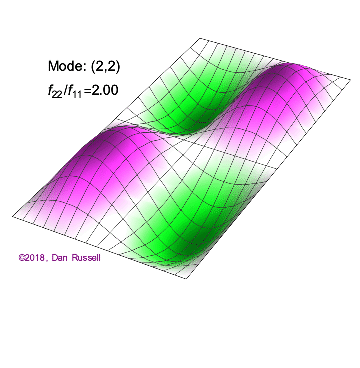 Mode: (2,2)
f₂₂/f₁₁=2.00
©2018, Dan Russell